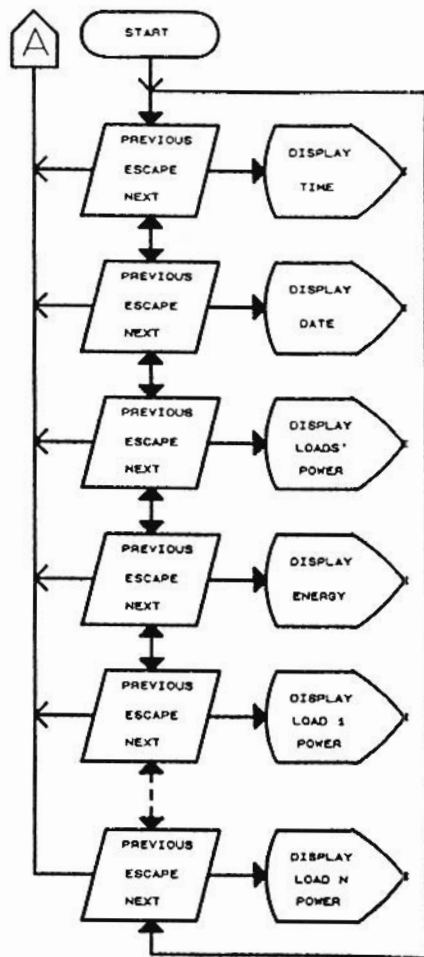 A
START
PREVIOUS
ESCAPE
NEXT
DISPLAY
TIME
PREVIOUS
ESCAPE
NEXT
DISPLAY
DATE
PREVIOUS
ESCAPE
NEXT
DISPLAY
LOADS'
POWER
PREVIOUS
ESCAPE
NEXT
DISPLAY
ENERGY
PREVIOUS
ESCAPE
NEXT
DISPLAY
LOAD 1
POWER
PREVIOUS
ESCAPE
NEXT
DISPLAY
LOAD N
POWER